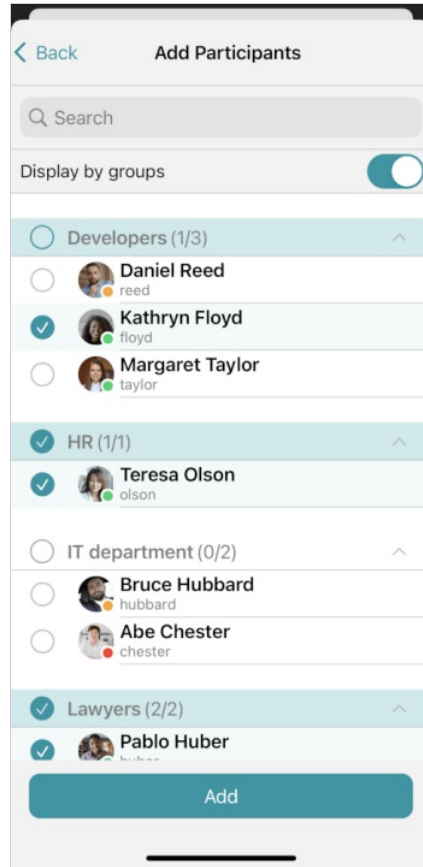 Back
Add Participants
Search
Display by groups
Developers (1/3)
Daniel Reed
reed
Kathryn Floyd
floyd
Margaret Taylor
taylor
HR (1/1)
Teresa Olson
olson
IT department (0/2)
Bruce Hubbard
hubbard
Abe Chester
chester
Lawyers (2/2)
Pablo Huber
Add